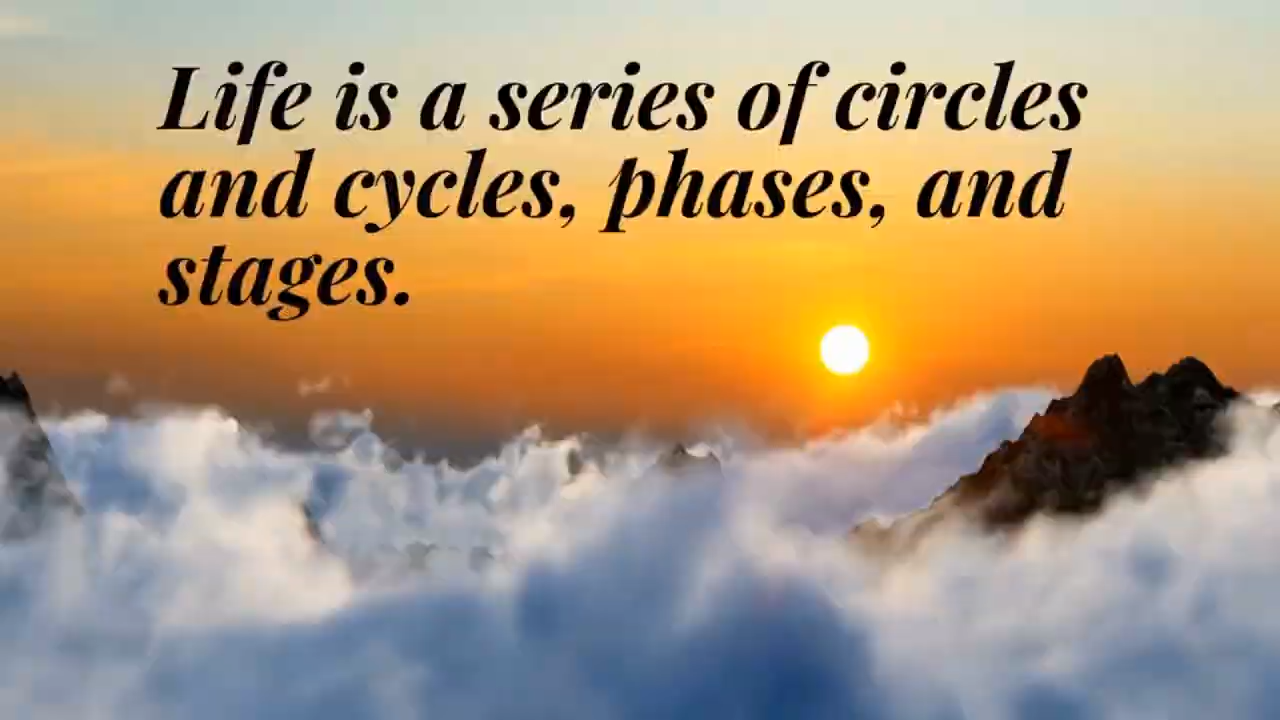 Life is a series of circles
and cycles, phases, and
stages.